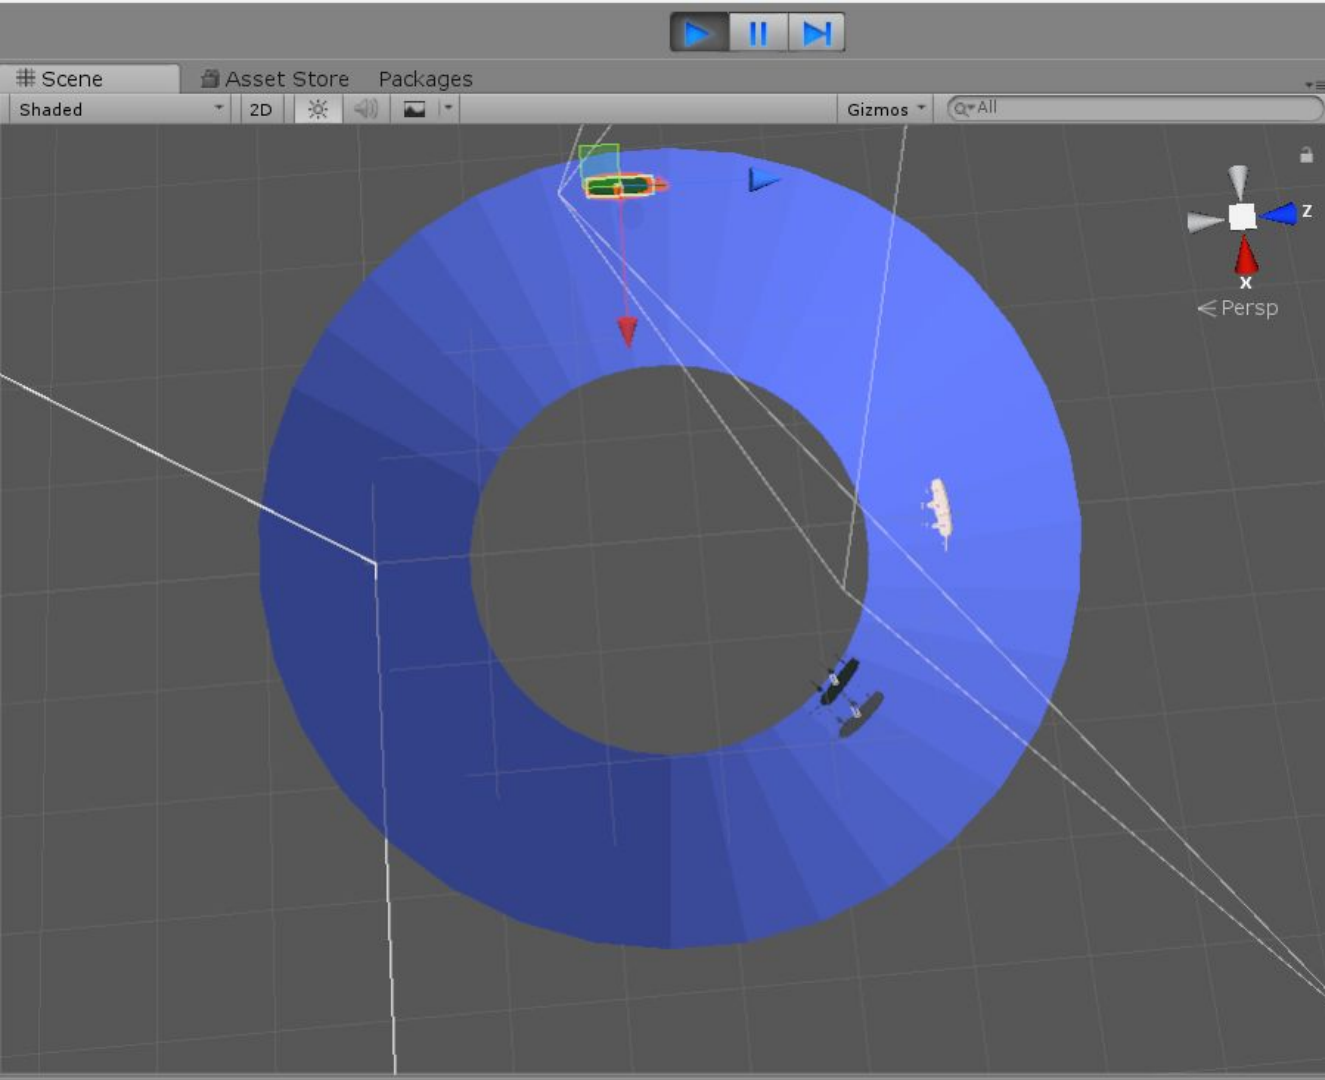 Scene
Asset Store
Packages
Shaded
2D
Gizmos
All
Z
X
Persp